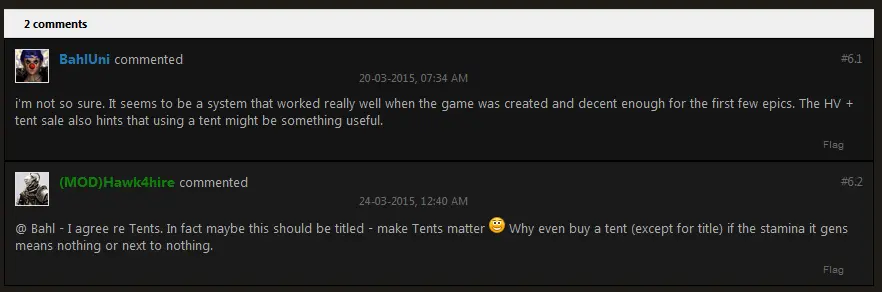 2 comments
BahlUni commented
#6.1
20-03-2015, 07:34 AM
i'm not so sure. It seems to be a system that worked really well when the game was created and decent enough for the first few epics. The HV +
tent sale also hints that using a tent might be something useful.
Flag
(MOD)Hawk4hire commented
#6.2
24-03-2015, 12:40 AM
@ Bahl - I agree re Tents. In fact maybe this should be titled - make Tents matter Why even buy a tent (except for title) if the stamina it gens
means nothing or next to nothing.
Flag